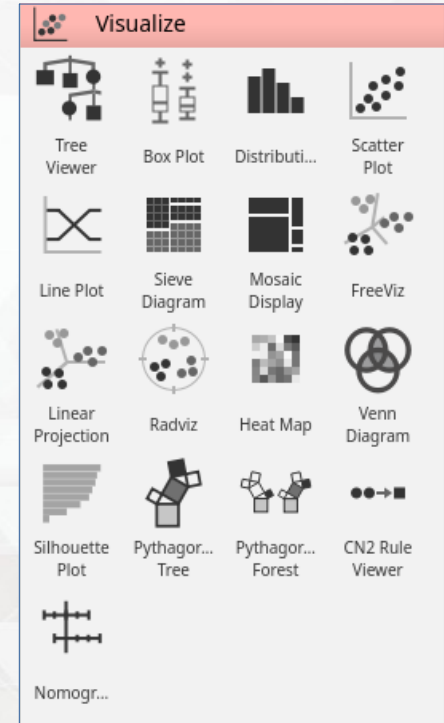 Visualize
Tree
Viewer
Box Plot
Distributi...
Scatter
Plot
Line Plot
Sieve
Diagram
Mosaic
Display
FreeViz
Linear
Projection
Radviz
Heat Map
Venn
Diagram
Silhouette
Plot
Pythagor...
Tree
Pythagor...
Forest
CN2 Rule
Viewer
Nomogr...